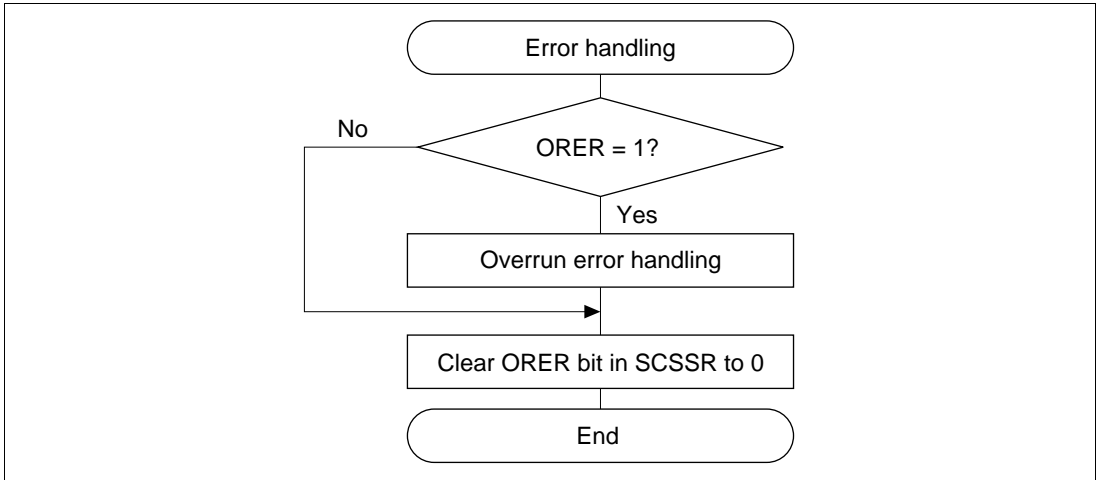 Error handling
No
ORER = 1?
Yes
Overrun error handling
Clear ORER bit in SCSSR to 0
End